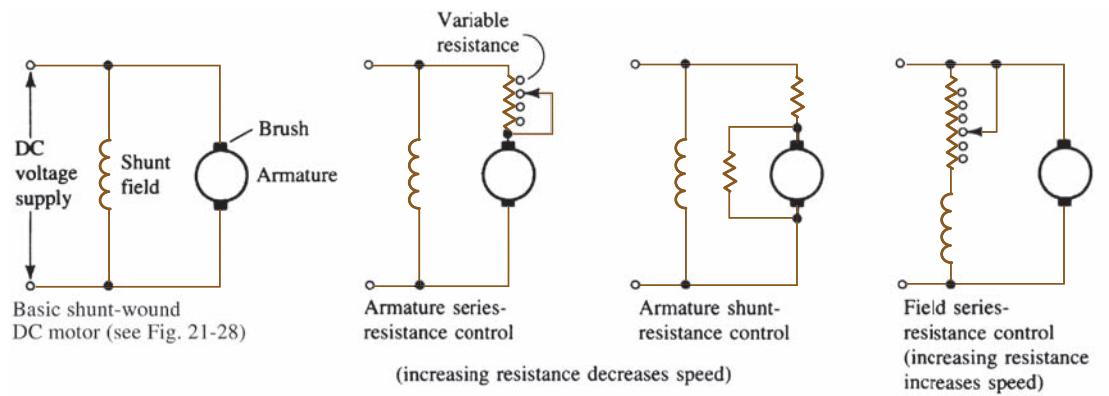 Variable
resistance
Brush
DC
voltage
supply
Shunt
field
Armature
Basic shunt-wound
DC motor (see Fig. 21-28)
Armature series-
resistance control
Armature shunt-
resistance control
Field series-
resistance control
(increasing resistance
increases speed)
(increasing resistance decreases speed)